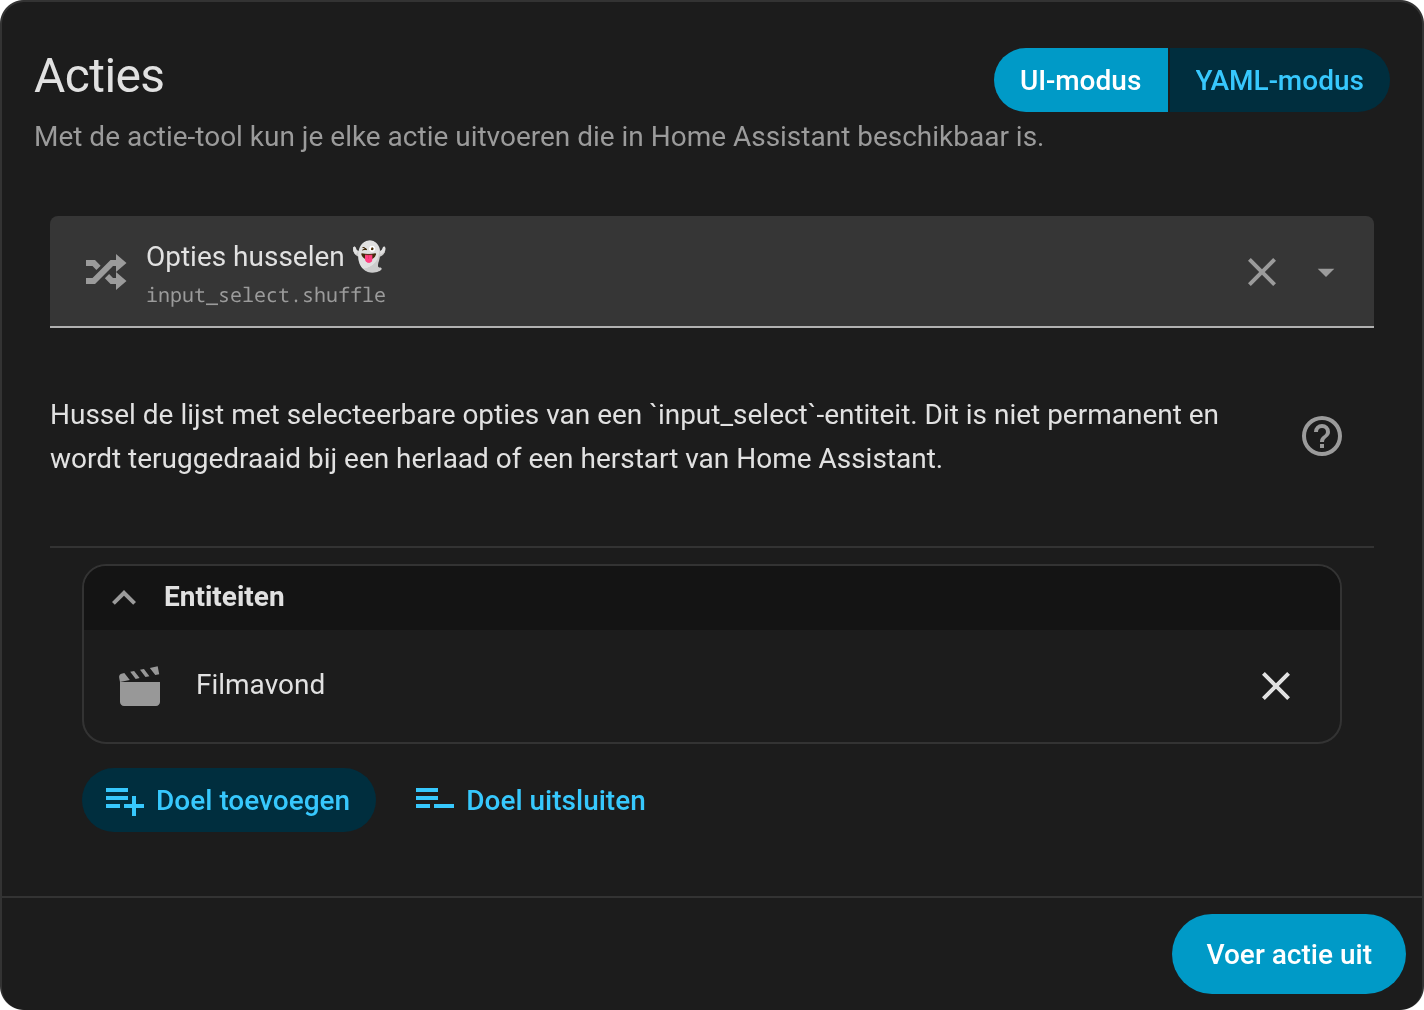 Acties
UI-modus
YAML-modus
Met de actie-tool kun je elke actie uitvoeren die in Home Assistant beschikbaar is.
Opties husselen 👻
input_select.shuffle
Hussel de lijst met selecteerbare opties van een `input_select`-entiteit. Dit is niet permanent en
wordt teruggedraaid bij een herlaad of een herstart van Home Assistant.
Entiteiten
Filmavond
Doel toevoegen
Doel uitsluiten
Voer actie uit